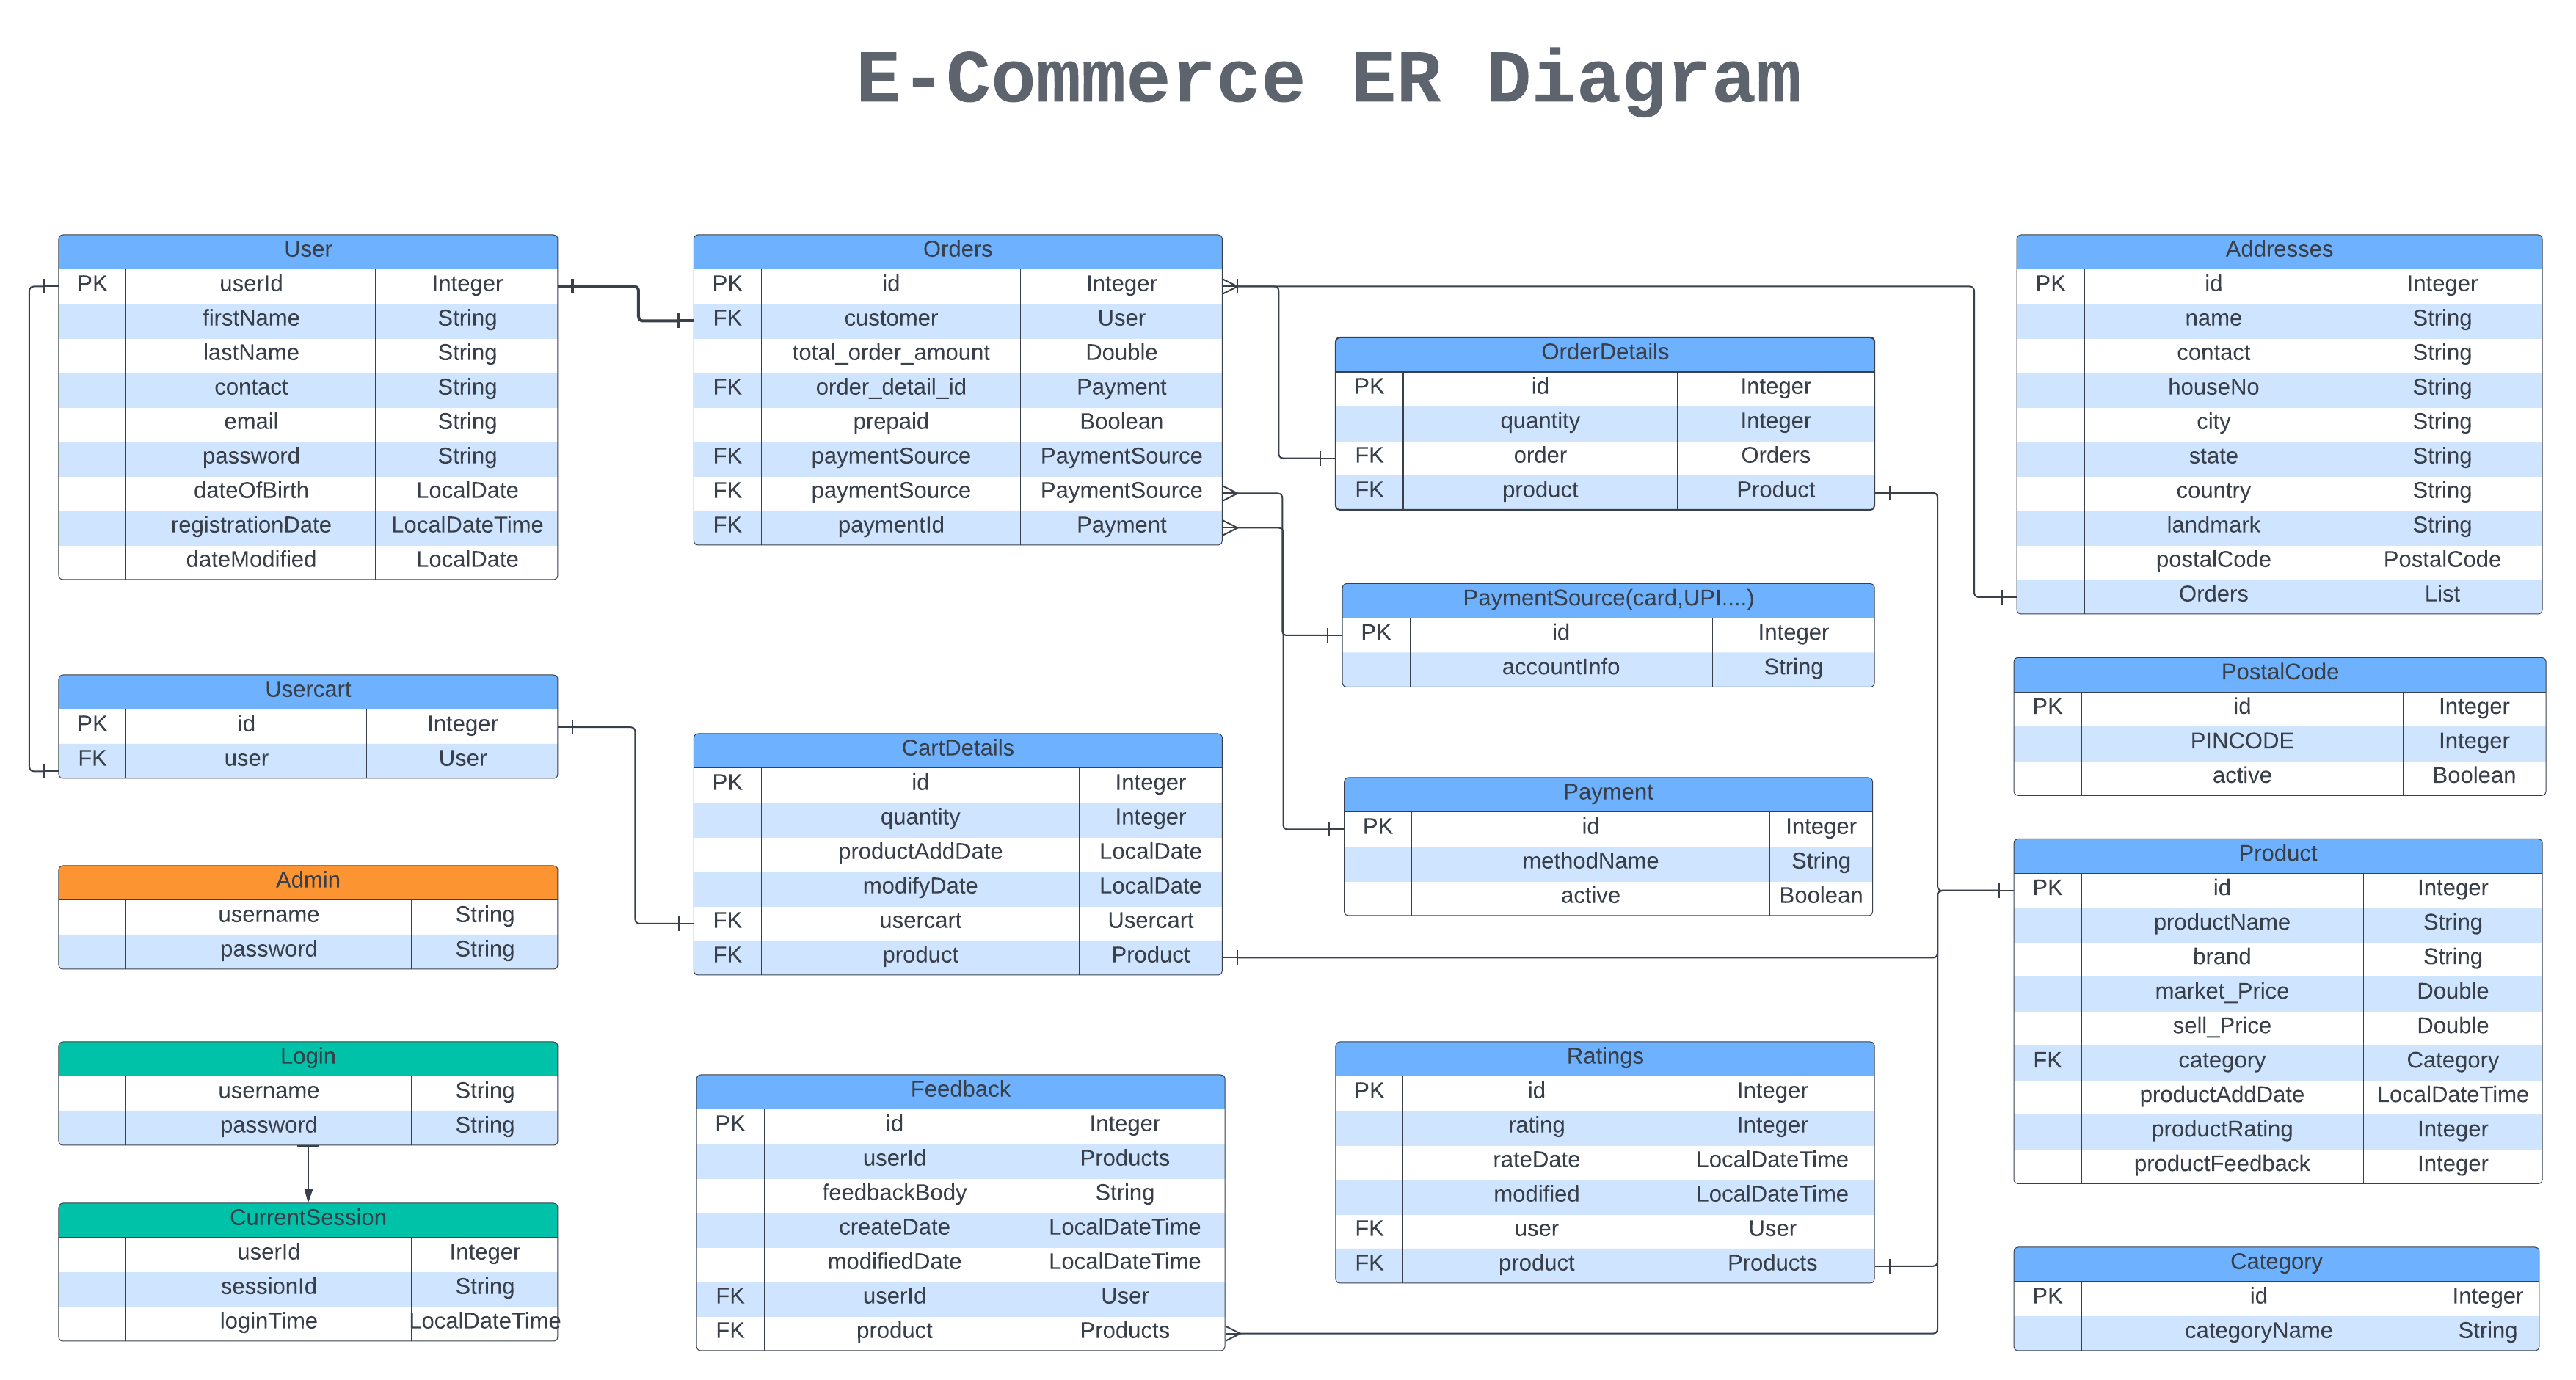 E-Commerce ER Diagram
User
PK userId Integer
firstName String
lastName String
contact String
email String
password String
dateOfBirth LocalDate
registrationDate LocalDateTime
dateModified LocalDate
Orders
PK id Integer
FK customer User
total_order_amount Double
FK order_detail_id Payment
prepaid Boolean
FK paymentSource PaymentSource
FK paymentSource PaymentSource
FK paymentId Payment
OrderDetails
PK id Integer
quantity Integer
FK order Orders
FK product Product
Addresses
PK id Integer
name String
contact String
houseNo String
city String
state String
country String
landmark String
postalCode PostalCode
Orders List
PaymentSource(card,UPI....)
PK id Integer
accountInfo String
Usercart
PK id Integer
FK user User
CartDetails
PK id Integer
quantity Integer
productAddDate LocalDate
modifyDate LocalDate
FK usercart Usercart
FK product Product
Payment
PK id Integer
methodName String
active Boolean
PostalCode
PK id Integer
PINCODE Integer
active Boolean
Admin
username String
password String
Product
PK id Integer
productName String
brand String
market_Price Double
sell_Price Double
FK category Category
productAddDate LocalDateTime
productRating Integer
productFeedback Integer
Login
username String
password String
Feedback
PK id Integer
userId Products
feedbackBody String
createDate LocalDateTime
modifiedDate LocalDateTime
FK userId User
FK product Products
Ratings
PK id Integer
rating Integer
rateDate LocalDateTime
modified LocalDateTime
FK user User
FK product Products
CurrentSession
userId Integer
sessionId String
loginTime LocalDateTime
Category
PK id Integer
categoryName String